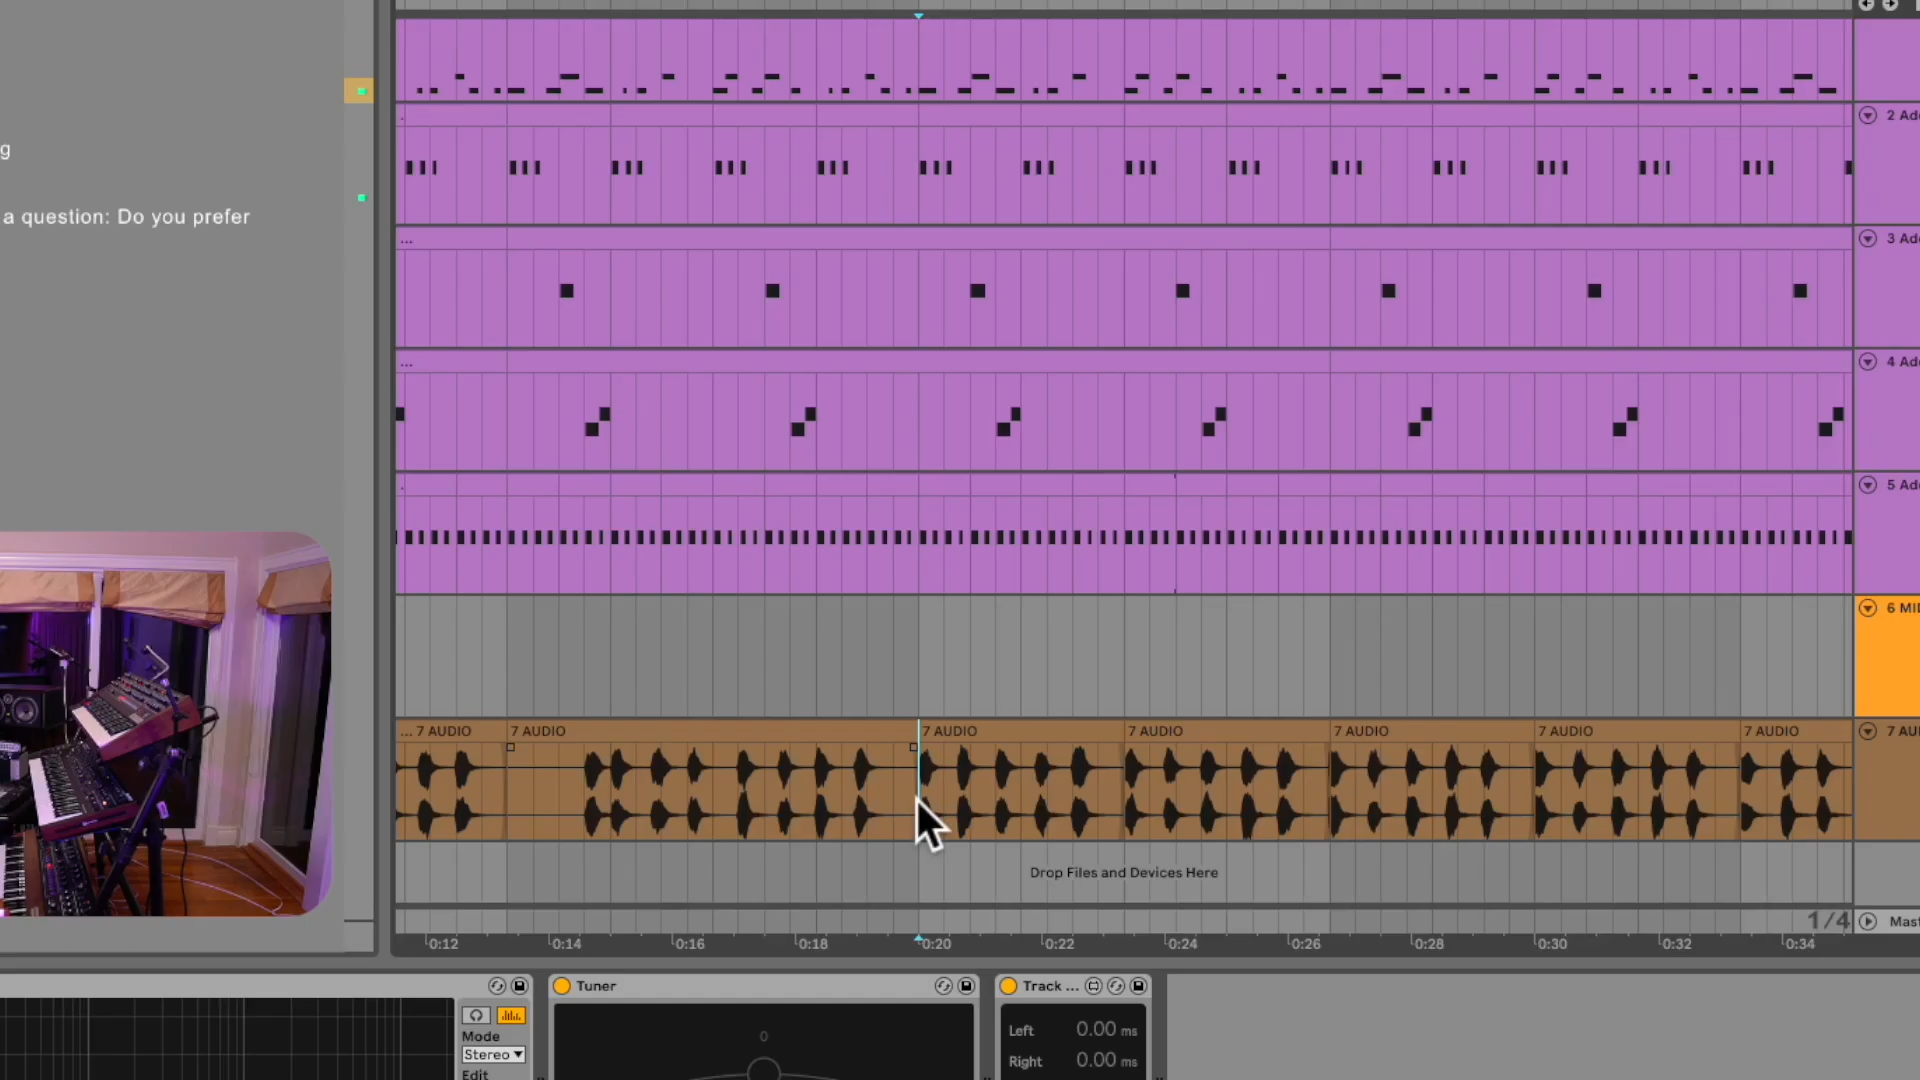 g
a question: Do you prefer
2 Ad
3 Ad
4 Ad
5 Ad
6 MI
... 7 AUDIO
7 AUDIO
7 AUDIO
7 AUDIO
7 AUDIO
7 AUDIO
7 AUDIO
7 AU
Drop Files and Devices Here
1/4
Mas
0:12
0:14
0:16
0:18
0:20
0:22
0:24
0:26
0:28
0:30
0:32
0:34
Tuner
Track ...
Mode
Stereo
Edit
0
Left 0.00 ms
Right 0.00 ms